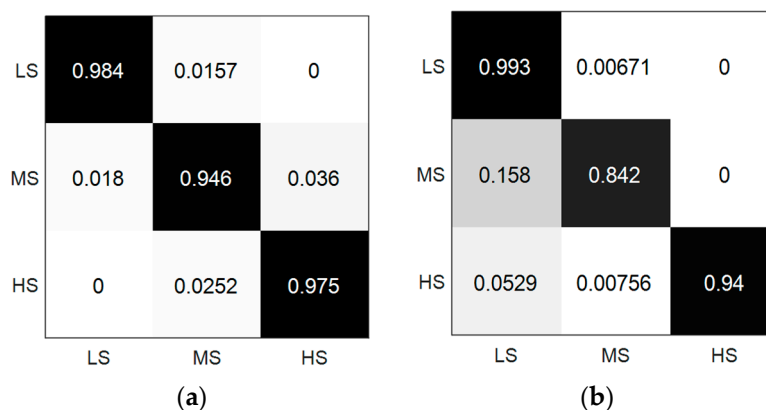 LS 0.984 0.0157 0
MS 0.018 0.946 0.036
HS 0 0.0252 0.975
LS MS HS
(a)
LS 0.993 0.00671 0
MS 0.158 0.842 0
HS 0.0529 0.00756 0.94
LS MS HS
(b)